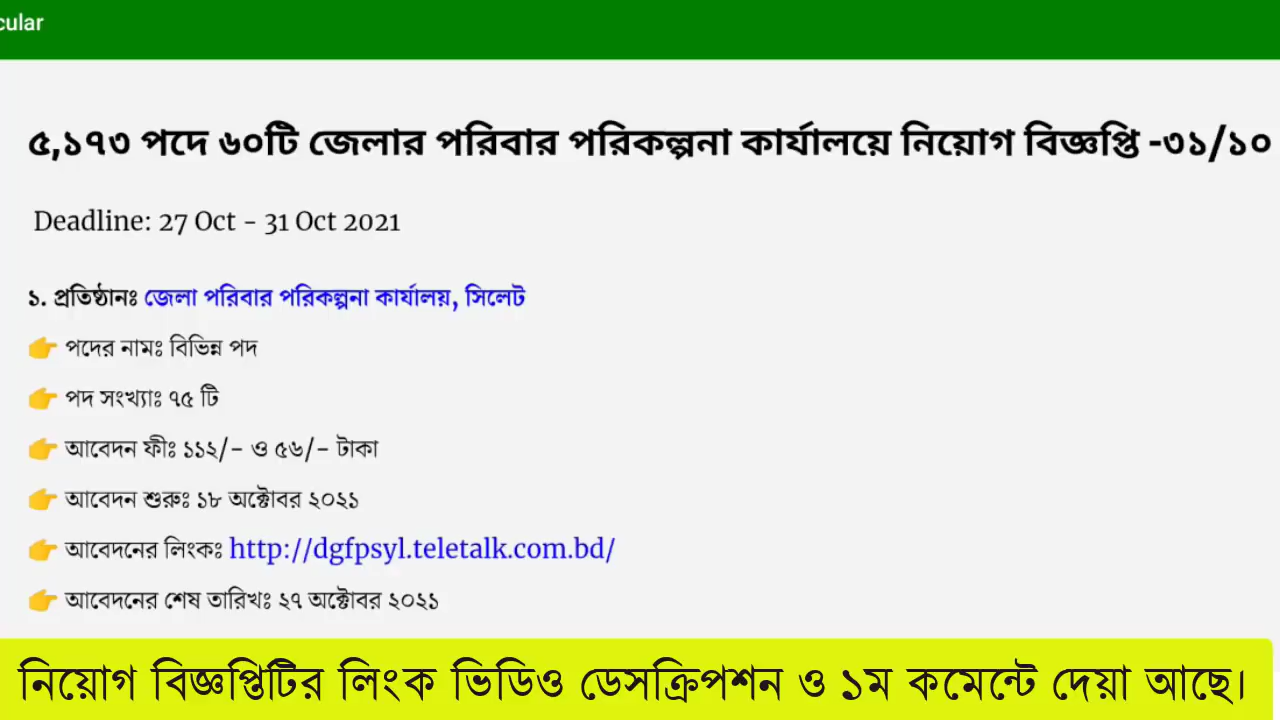 cular
৫,১৭৩ পদে ৬০টি জেলার পরিবার পরিকল্পনা কার্যালয়ে নিয়োগ বিজ্ঞপ্তি -৩১/১০
Deadline: 27 Oct - 31 Oct 2021
১. প্রতিষ্ঠানঃ জেলা পরিবার পরিকল্পনা কার্যালয়, সিলেট
👉 পদের নামঃ বিভিন্ন পদ
👉 পদ সংখ্যাঃ ৭৫ টি
👉 আবেদন ফীঃ ১১২/- ও ৫৬/- টাকা
👉 আবেদন শুরুঃ ১৮ অক্টোবর ২০২১
👉 আবেদনের লিংকঃ http://dgfpsyl.teletalk.com.bd/
👉 আবেদনের শেষ তারিখঃ ২৭ অক্টোবর ২০২১
নিয়োগ বিজ্ঞপ্তিটির লিংক ভিডিও ডেসক্রিপশন ও ১ম কমেন্টে দেয়া আছে।